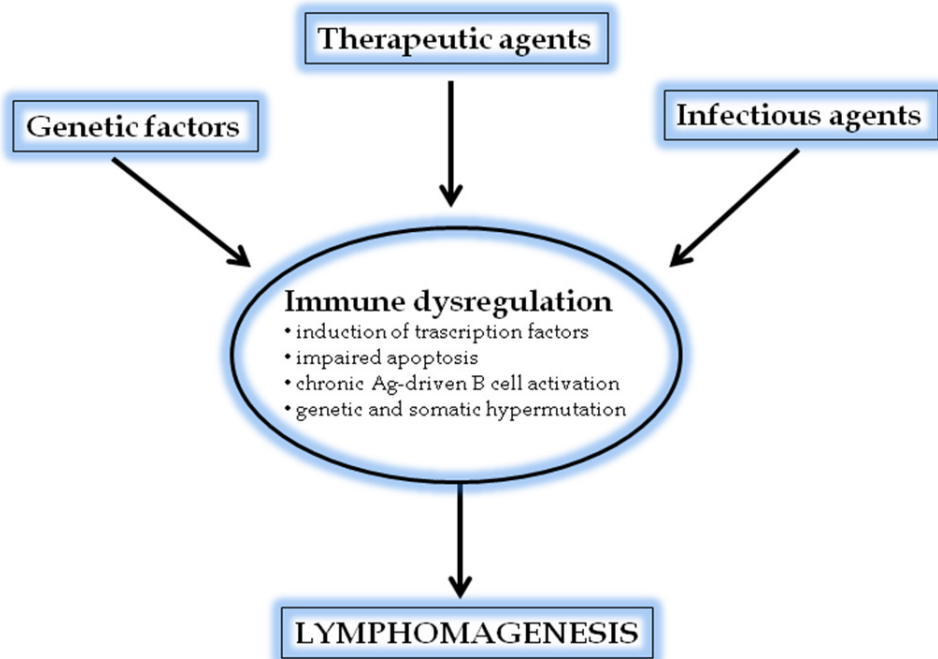 Therapeutic agents
Genetic factors
Infectious agents
Immune dysregulation
• induction of trascription factors
• impaired apoptosis
• chronic Ag-driven B cell activation
• genetic and somatic hypermutation
LYMPHOMAGENESIS